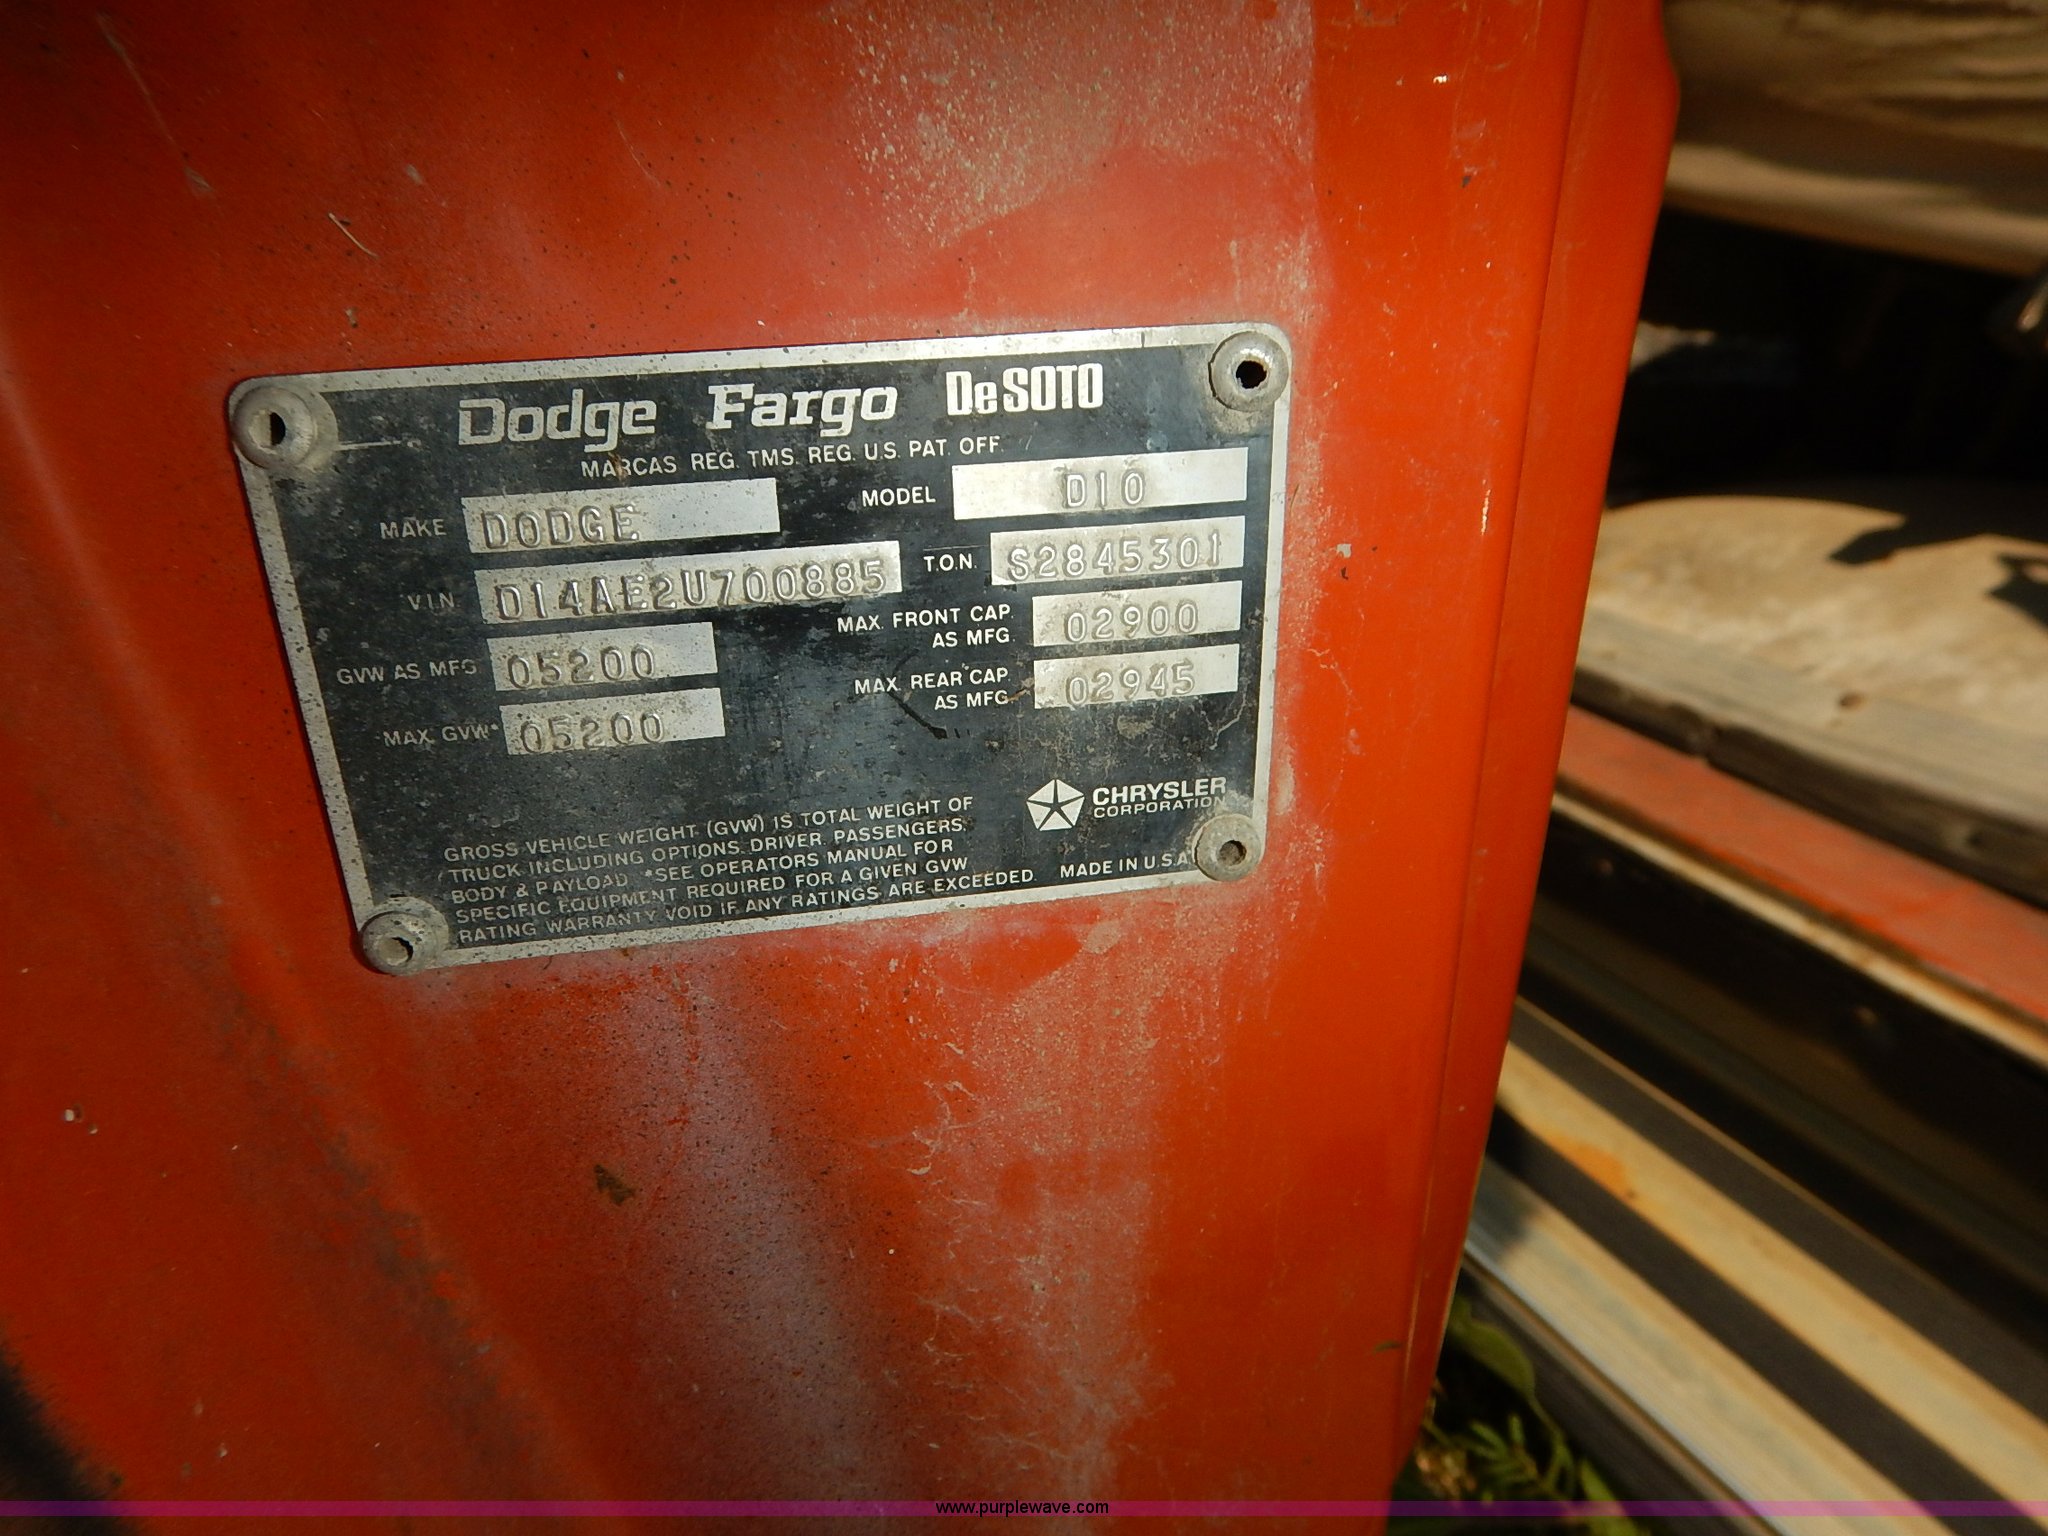 Dodge Fargo DeSOTO
MARCAS REG. TMS. REG. U.S. PAT. OFF.
MODEL D10
MAKE DODGE
VIN D14AE2U700885
T.O.N. S2845301
MAX. FRONT CAP. AS MFG. 02900
GVW AS MFG 05200
MAX. REAR CAP. AS MFG. 02945
MAX. GVW* 05200
CHRYSLER
CORPORATION
GROSS VEHICLE WEIGHT (GVW) IS TOTAL WEIGHT OF
TRUCK INCLUDING OPTIONS, DRIVER, PASSENGERS,
BODY & PAYLOAD. *SEE OPERATORS MANUAL FOR
SPECIFIC EQUIPMENT REQUIRED FOR A GIVEN GVW
RATING WARRANTY VOID IF ANY RATINGS ARE EXCEEDED.
MADE IN U.S.A
www.purplewave.com